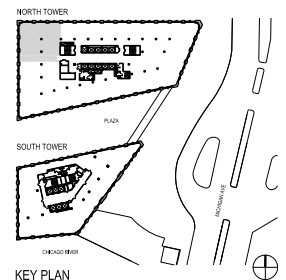 NORTH TOWER
PLAZA
SOUTH TOWER
MICHIGAN AVE
CHICAGO RIVER
KEY PLAN